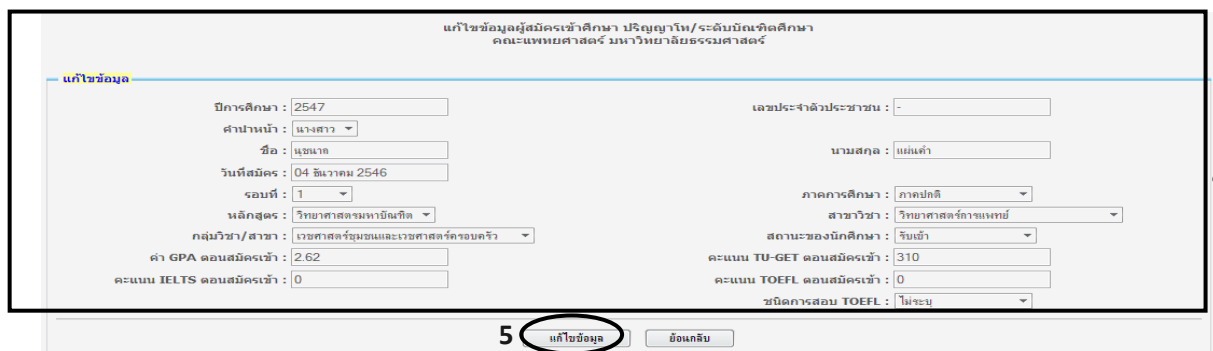 แก้ไขข้อมูลผู้สมัครเข้าศึกษา ปริญญาโท/ระดับบัณฑิตศึกษา
คณะแพทยศาสตร์ มหาวิทยาลัยธรรมศาสตร์
แก้ไขข้อมูล
ปีการศึกษา : 2547 เลขประจำตัวประชาชน : -
คำนำหน้า : นางสาว
ชื่อ : นุชนาค นามสกุล : แผ่นคำ
วันที่สมัคร : 04 ธันวาคม 2546
รอบที่ : 1 ภาคการศึกษา : ภาคปกติ
หลักสูตร : วิทยาศาสตรมหาบัณฑิต สาขาวิชา : วิทยาศาสตร์การแพทย์
กลุ่มวิชา/สาขา : เวชศาสตร์ชุมชนและเวชศาสตร์ครอบครัว สถานะของนักศึกษา : รับเข้า
ค่า GPA ตอนสมัครเข้า : 2.62 คะแนน TU-GET ตอนสมัครเข้า : 310
คะแนน IELTS ตอนสมัครเข้า : 0 คะแนน TOEFL ตอนสมัครเข้า : 0
ชนิดการสอบ TOEFL : ไม่ระบุ
5 แก้ไขข้อมูล ย้อนกลับ